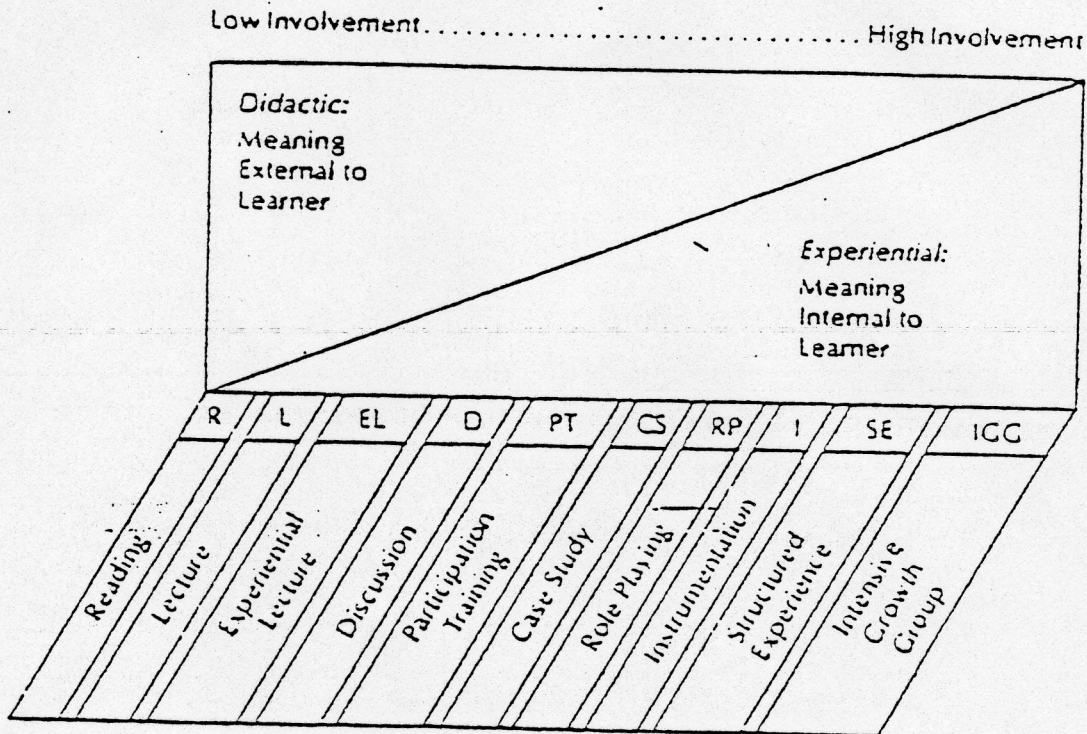 Low Involvement.................................High Involvement
Didactic:
Meaning
External to
Learner
Experiential:
Meaning
Internal to
Learner
R L EL D PT CS RP I SE IGG
Reading
Lecture
Experiential
Lecture
Discussion
Participation
Training
Case Study
Role Playing
Instrumentation
Structured
Experience
Intensive
Growth
Group